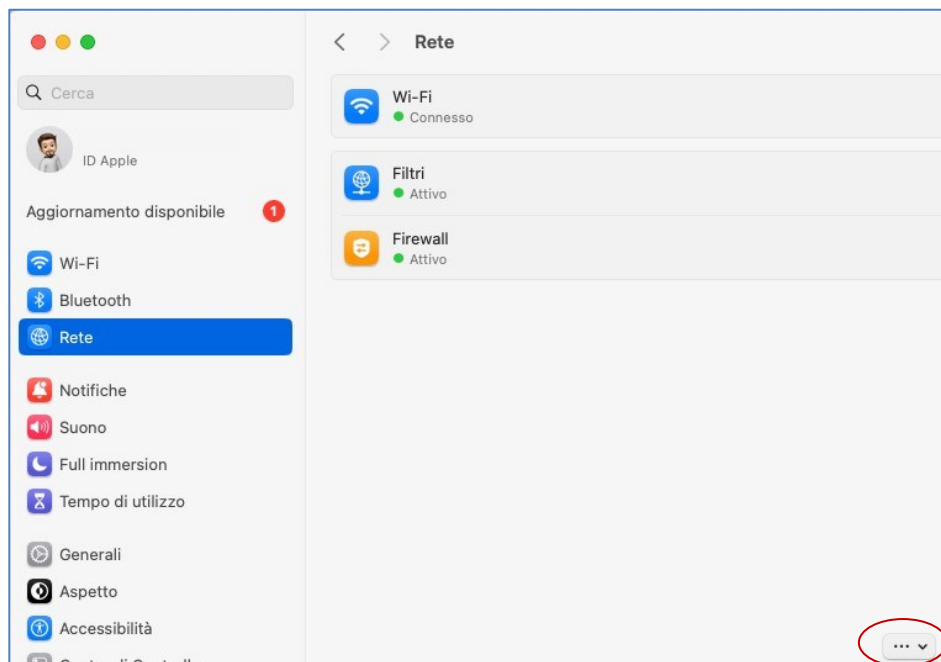 Rete
Cerca
ID Apple
Aggiornamento disponibile 1
Wi-Fi
Bluetooth
Rete
Notifiche
Suono
Full immersion
Tempo di utilizzo
Generali
Aspetto
Accessibilità
Wi-Fi
Connesso
Filtri
Attivo
Firewall
Attivo